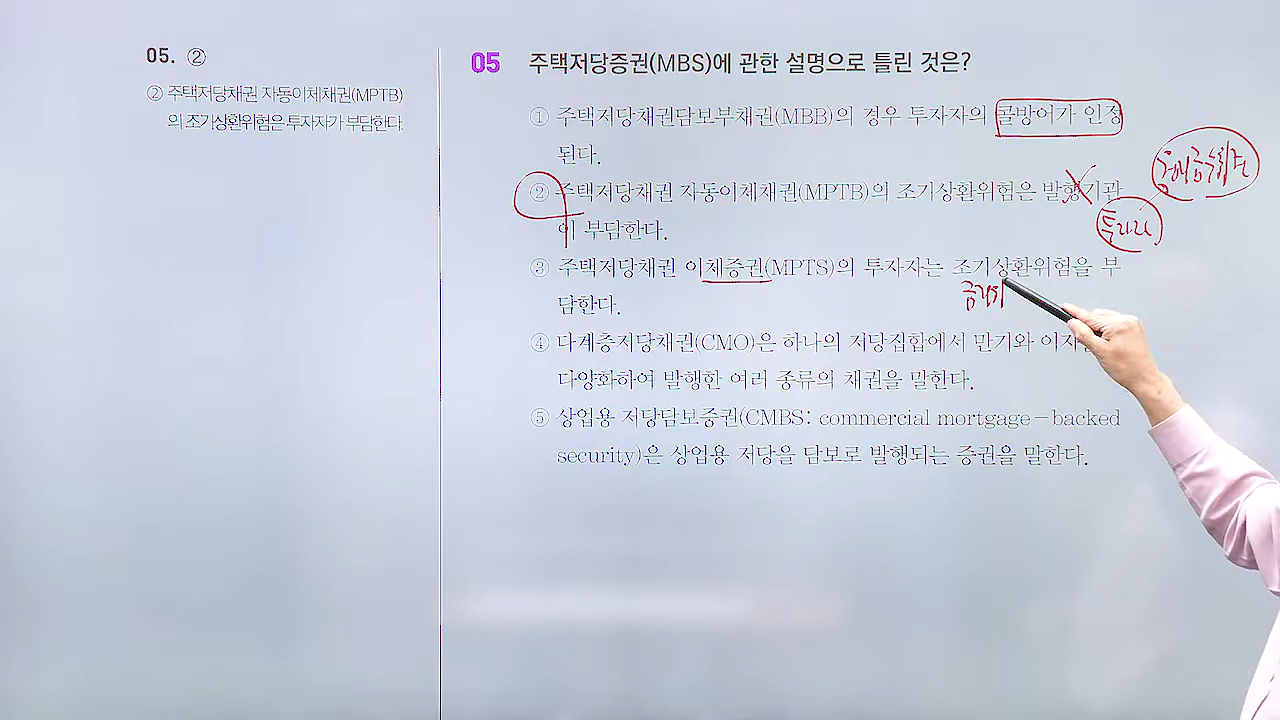 05. ②
② 주택저당채권 자동이체채권(MPTB)
의 조기상환위험은 투자자가 부담한다.
05 주택저당증권(MBS)에 관한 설명으로 틀린 것은?
① 주택저당채권담보부채권(MBB)의 경우 투자자의 콜방어가 인정
된다.
② 주택저당채권 자동이체채권(MPTB)의 조기상환위험은 발행기관
이 부담한다.
투자자
③ 주택저당채권 이체증권(MPTS)의 투자자는 조기상환위험을 부
담한다.
④ 다계층저당채권(CMO)은 하나의 저당집합에서 만기와
다양화하여 발행한 여러 종류의 채권을 말한다.
⑤ 상업용 저당담보증권(CMBS: commercial mortgage-backed
security)은 상업용 저당을 담보로 발행되는 증권을 말한다.